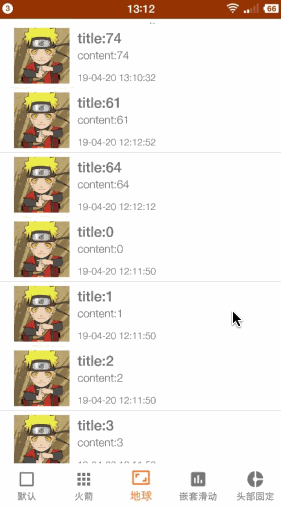 3 13:12 66
title:74
content:74
19-04-20 13:10:32
title:61
content:61
19-04-20 12:12:52
title:64
content:64
19-04-20 12:12:12
title:0
content:0
19-04-20 12:11:50
title:1
content:1
19-04-20 12:11:50
title:2
content:2
19-04-20 12:11:50
title:3
content:3
默认 火箭 地球 嵌套滑动 头部固定